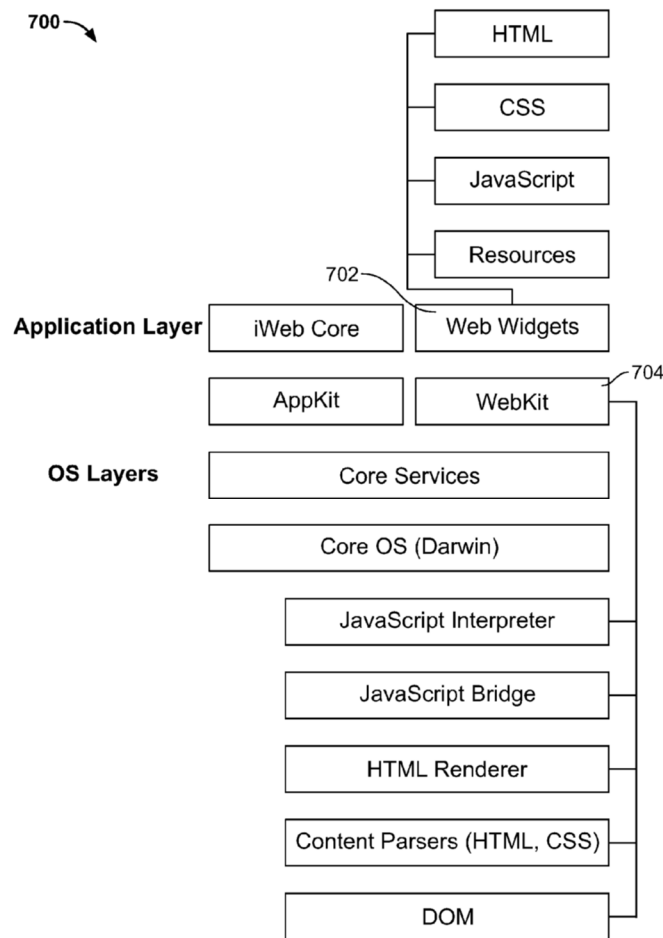 700
HTML
CSS
JavaScript
Resources
702
Application Layer
iWeb Core
Web Widgets
704
AppKit
WebKit
OS Layers
Core Services
Core OS (Darwin)
JavaScript Interpreter
JavaScript Bridge
HTML Renderer
Content Parsers (HTML, CSS)
DOM